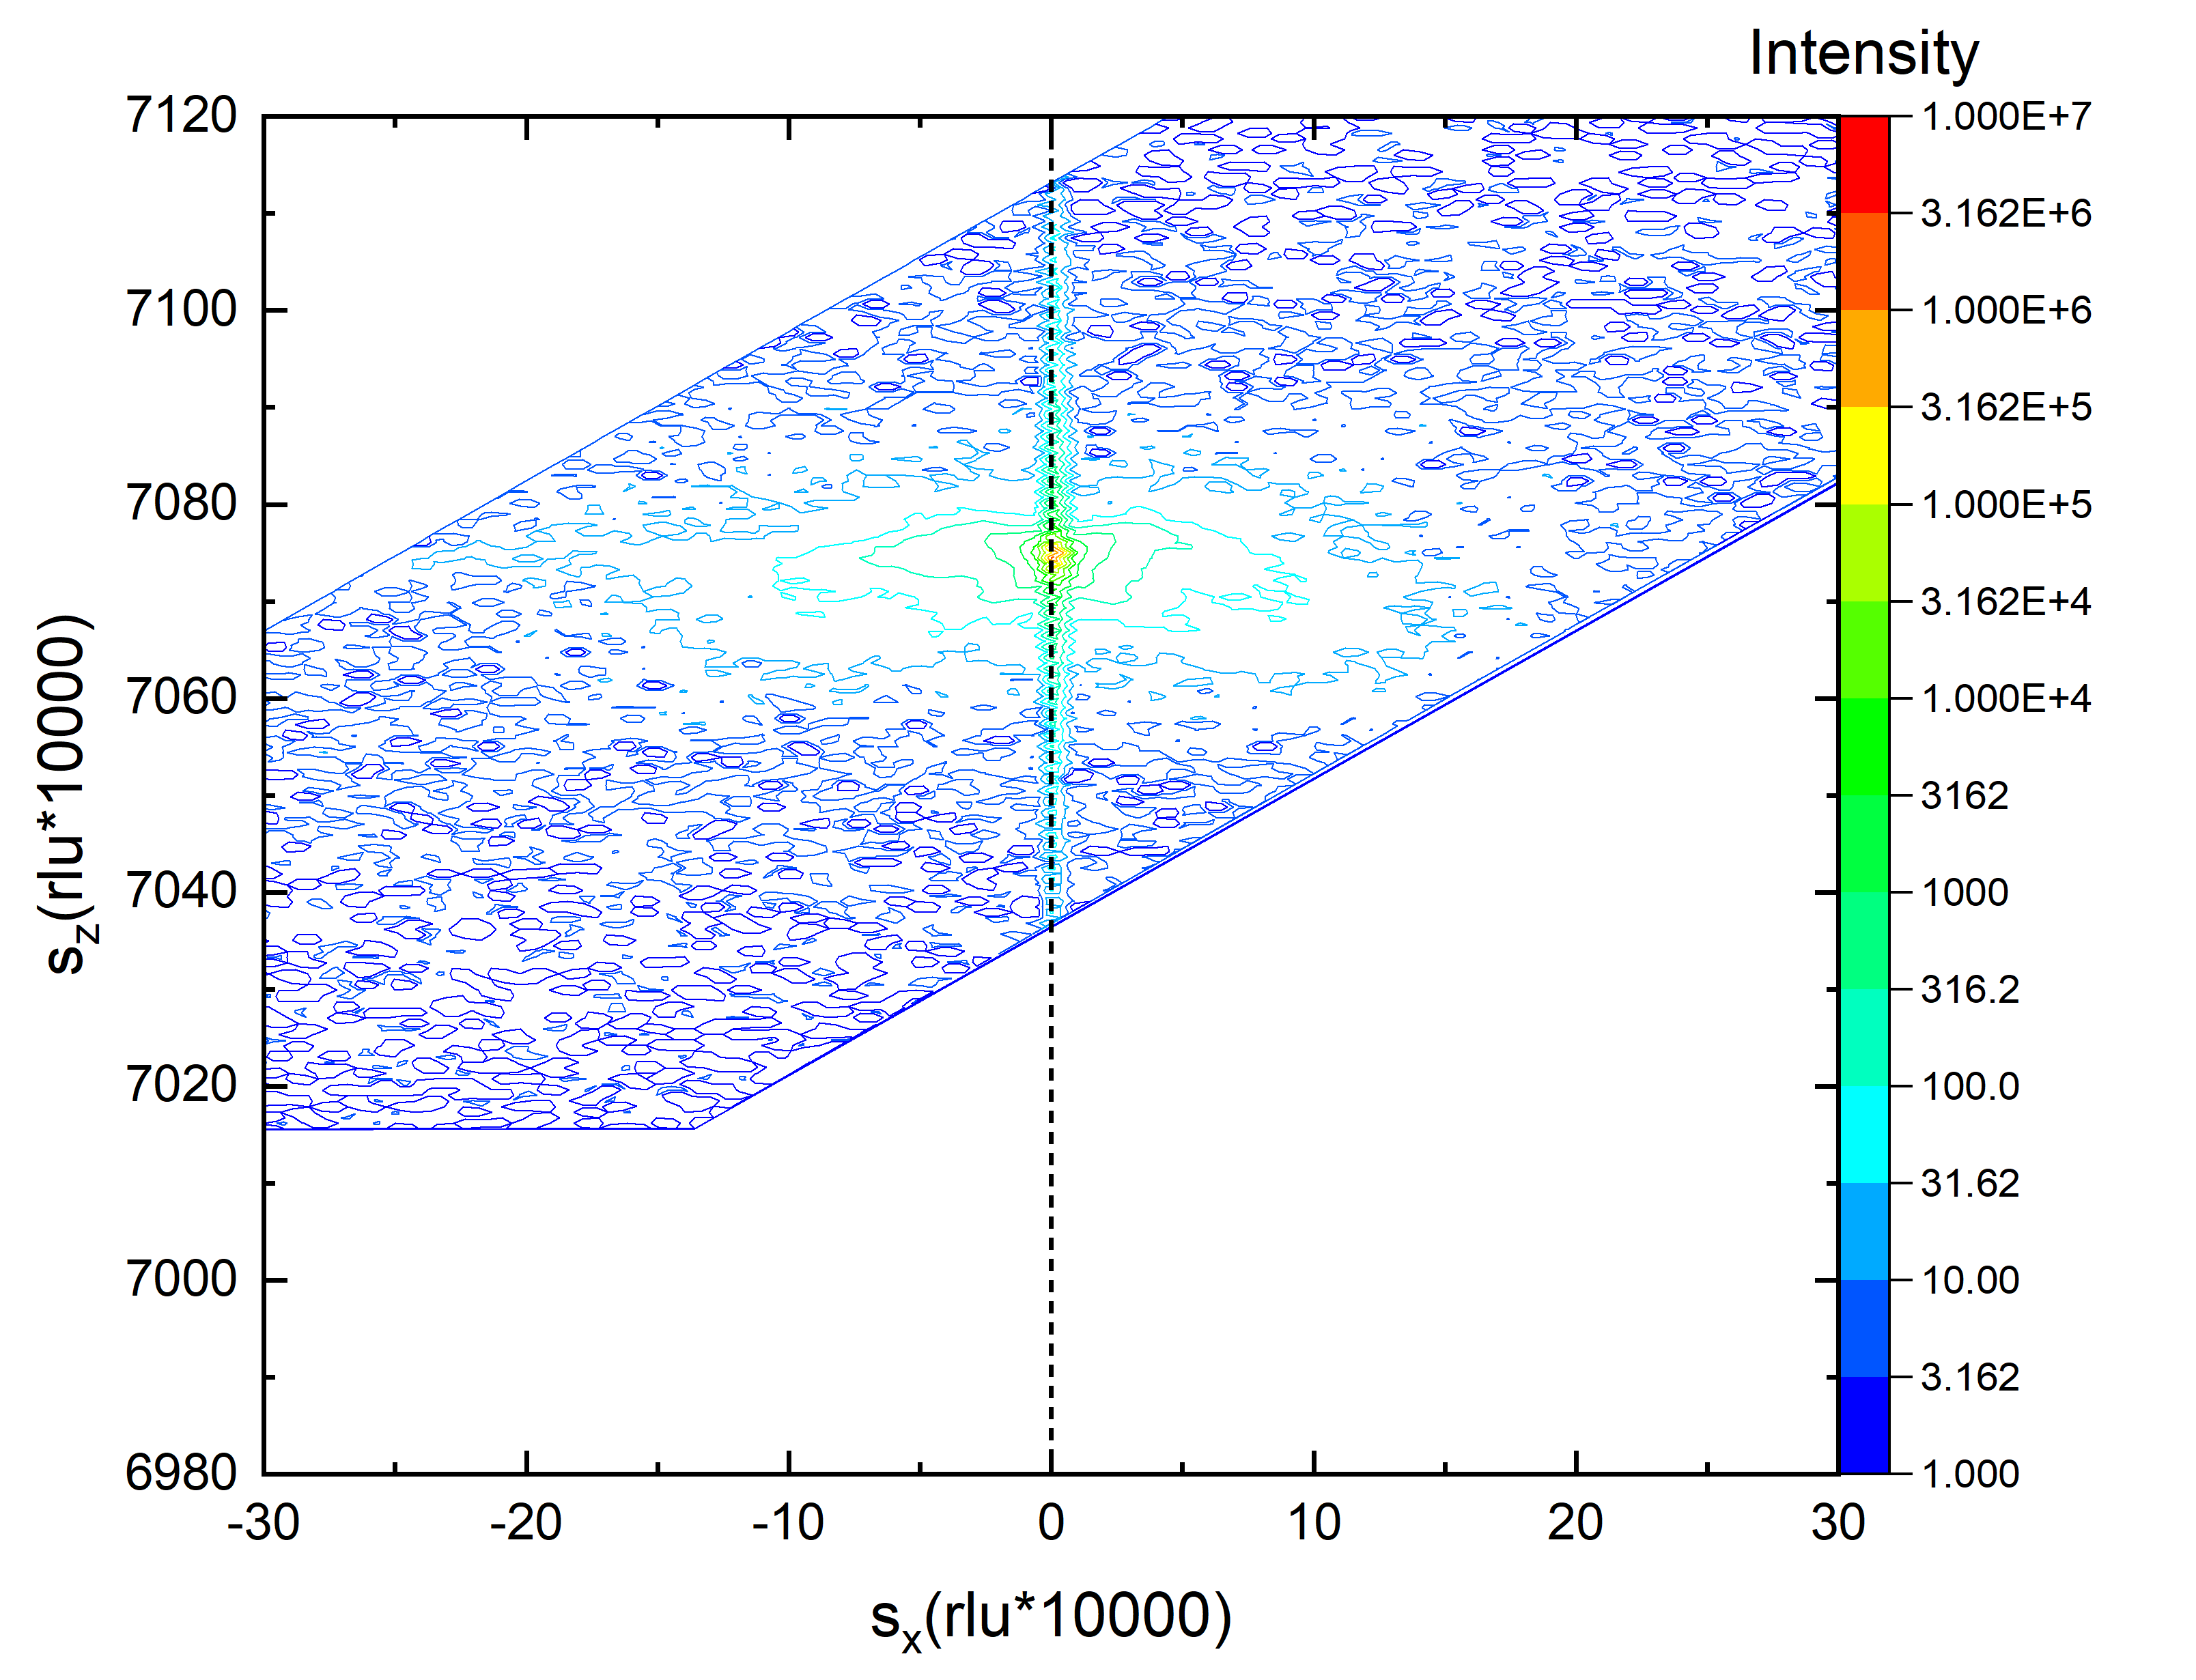 Intensity
1.000E+7
3.162E+6
1.000E+6
3.162E+5
1.000E+5
3.162E+4
1.000E+4
3162
1000
316.2
100.0
31.62
10.00
3.162
1.000
7120
7100
7080
7060
7040
7020
7000
6980
sz(rlu*10000)
-30 -20 -10 0 10 20 30
sx(rlu*10000)